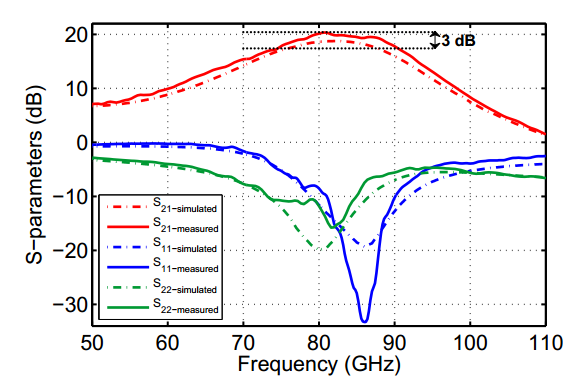 20
10
0
−10
−20
−30
S−parameters (dB)
3 dB
S21−simulated
S21−measured
S11−simulated
S11−measured
S22−simulated
S22−measured
50 60 70 80 90 100 110
Frequency (GHz)